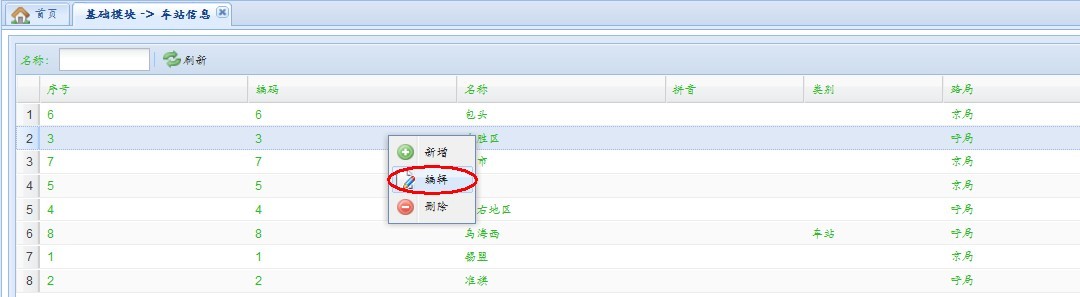 首页 基础模块 -> 车站信息
名称: 刷新
序号 编码 名称 拼音 类别 路局
1 6 6 包头 京局
2 3 3 胜区 呼局
新增
3 7 7 市 京局
编辑
4 5 5 呼局
删除
5 4 4 右地区 呼局
6 8 8 乌海西 车站 呼局
7 1 1 锡盟 京局
8 2 2 准旗 呼局